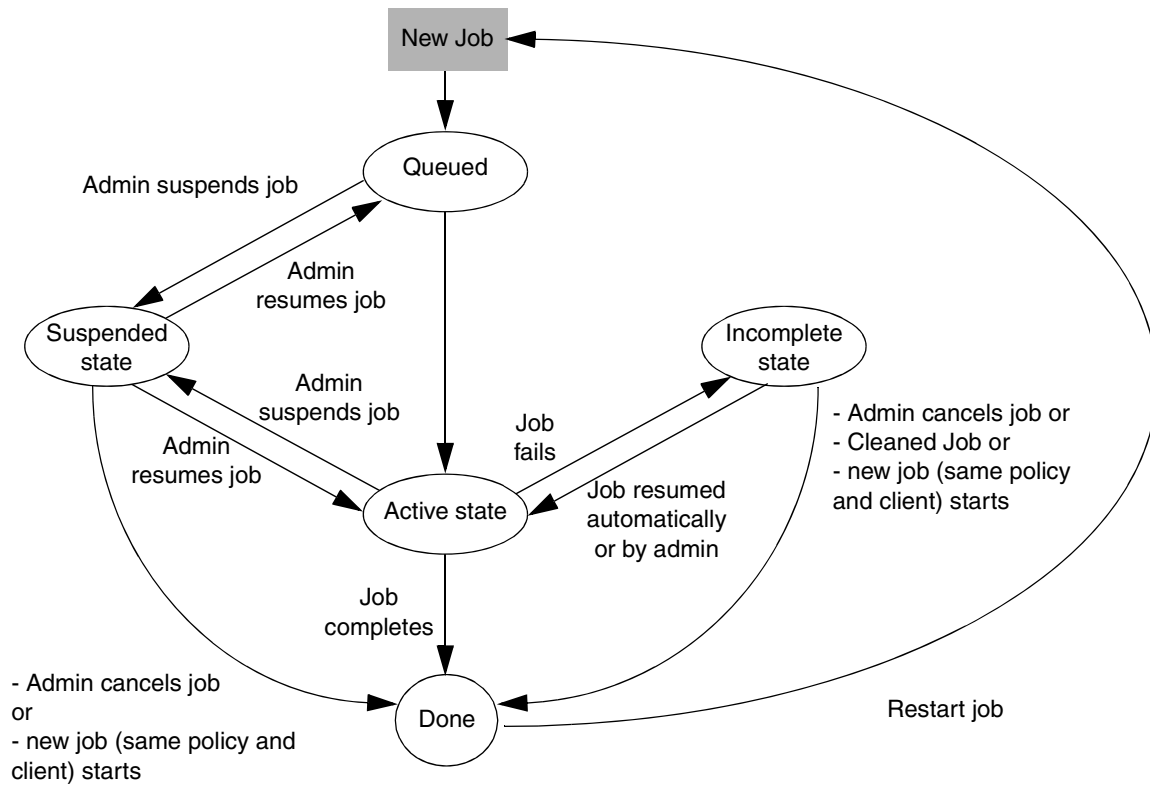 New Job
Queued
Admin suspends job
Admin
resumes job
Suspended
state
Incomplete
state
Admin
suspends job
Admin
resumes job
Job
fails
- Admin cancels job or
- Cleaned Job or
- new job (same policy
and client) starts
Active state
Job resumed
automatically
or by admin
Job
completes
- Admin cancels job
or
- new job (same policy and
client) starts
Done
Restart job